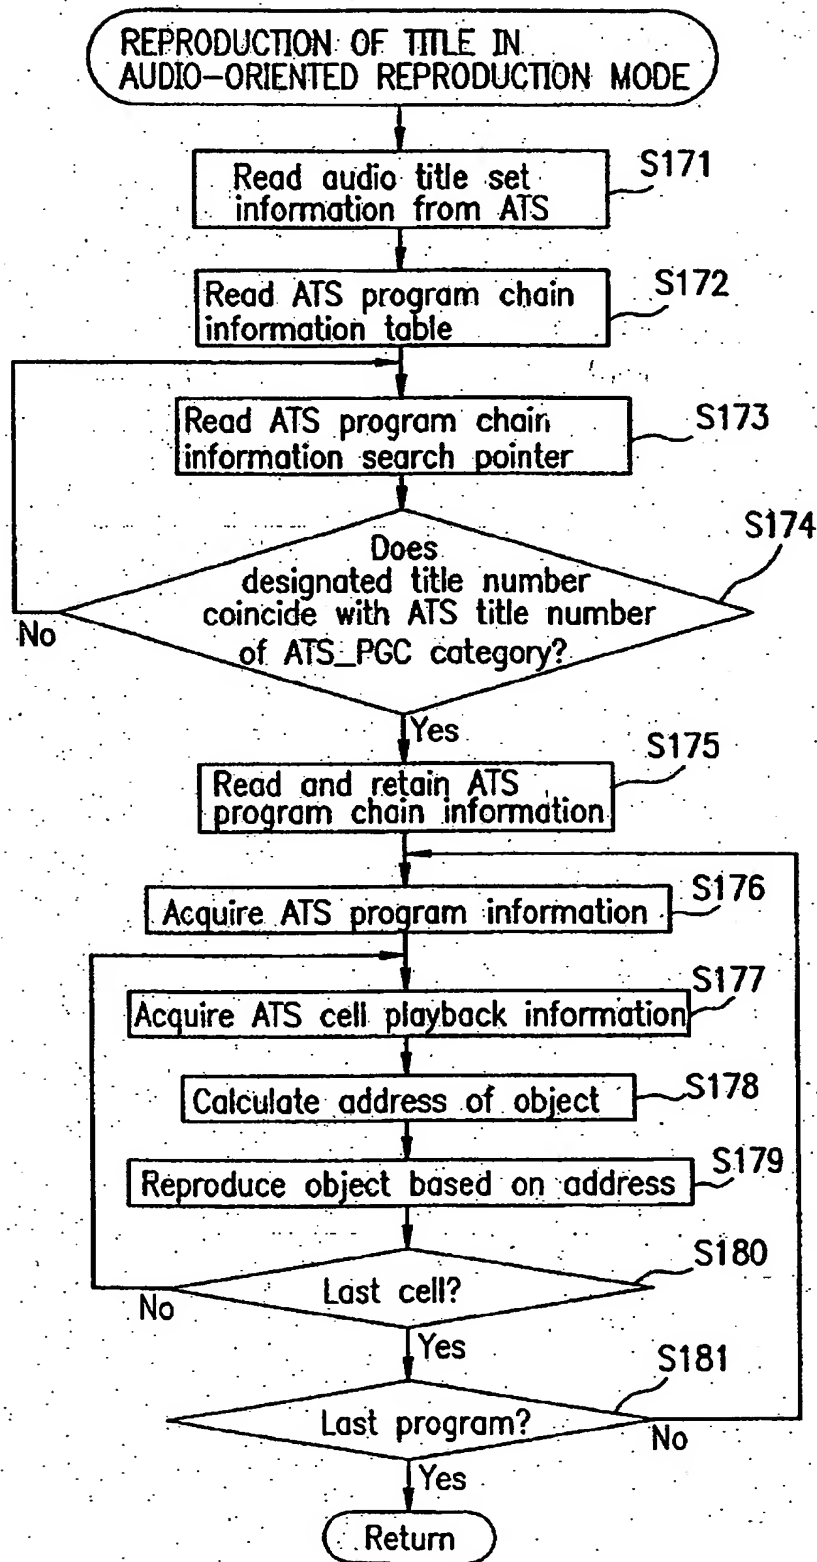 REPRODUCTION OF TITLE IN
AUDIO-ORIENTED REPRODUCTION MODE
S171
Read audio title set
information from ATS
S172
Read ATS program chain
information table
S173
Read ATS program chain
information search pointer
S174
Does
designated title number
coincide with ATS title number
of ATS_PGC category?
No
Yes
S175
Read and retain ATS
program chain information
S176
Acquire ATS program information
S177
Acquire ATS cell playback information
S178
Calculate address of object
S179
Reproduce object based on address
S180
Last cell?
No
Yes
S181
Last program?
No
Yes
Return